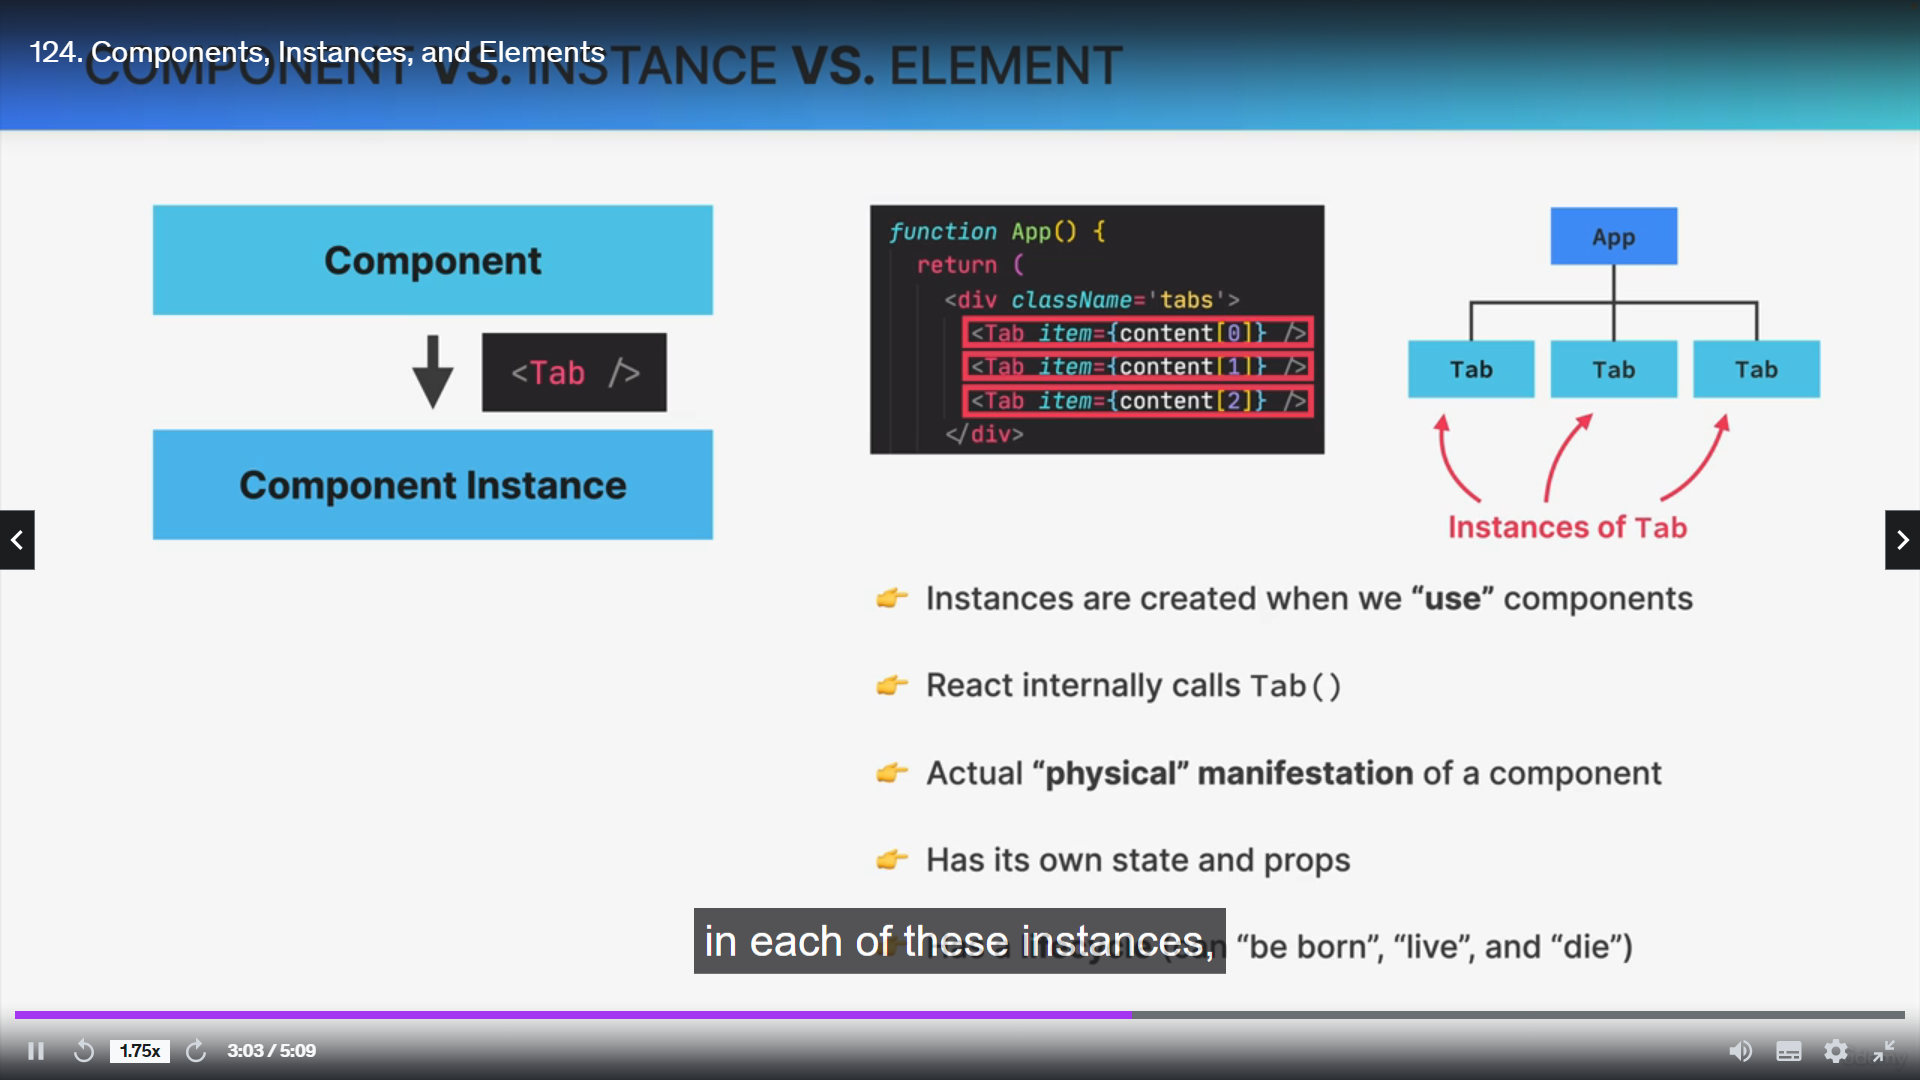 124. Components, Instances, and Elements
COMPONENT VS. INSTANCE VS. ELEMENT
Component
<Tab />
Component Instance
function App() {
return (
<div className='tabs'>
<Tab item={content[0]} />
<Tab item={content[1]} />
<Tab item={content[2]} />
</div>
App
Tab Tab Tab
Instances of Tab
👉 Instances are created when we “use” components
👉 React internally calls Tab()
👉 Actual “physical” manifestation of a component
👉 Has its own state and props
👉 Has a lifecycle (can “be born”, “live”, and “die”)
in each of these instances,
1.75x
3:03 / 5:09